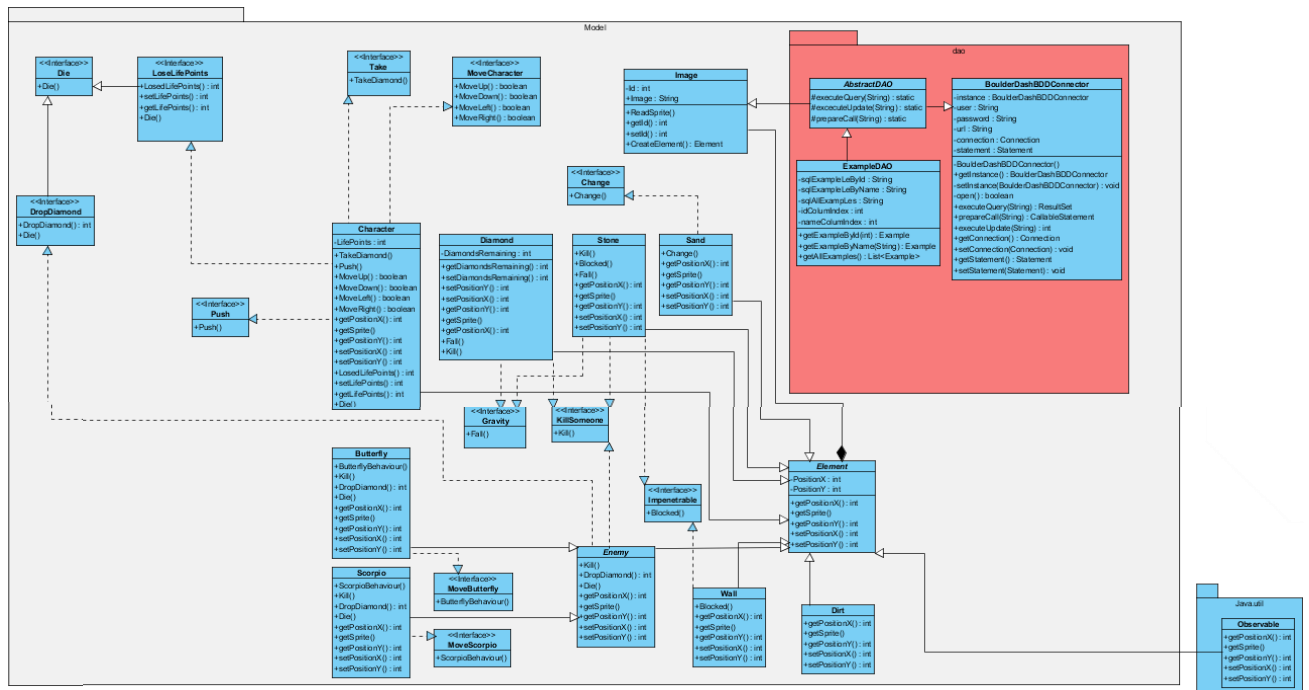 Model
<<Interface>>
Die
+Die()
<<Interface>>
LoseLifePoints
+LosedLifePoints() : int
+setLifePoints() : int
+getLifePoints() : int
+Die()
<<Interface>>
Take
+TakeDiamond()
<<Interface>>
MoveCharacter
+MoveUp() : boolean
+MoveDown() : boolean
+MoveLeft() : boolean
+MoveRight() : boolean
Image
-Id : int
+Image : String
+ReadSprite()
+getId() : int
+setId() : int
+CreateElement() : Element
dao
AbstractDAO
#executeQuery(String) : static
#excecuteUpdate(String) : static
#prepareCall(String) : static
BoulderDashBDDConnector
-instance : BoulderDashBDDConnector
-user : String
-password : String
-url : String
-connection : Connection
-statement : Statement
-BoulderDashBDDConnector()
+getInstance() : BoulderDashBDDConnector
-setInstance(BoulderDashBDDConnector) : void
-open() : boolean
+executeQuery(String) : ResultSet
+prepareCall(String) : CallableStatement
+executeUpdate(String) : int
+getConnection() : Connection
+setConnection(Connection) : void
+getStatement() : Statement
+setStatement(Statement) : void
ExampleDAO
-sqlExampleLeById : String
-sqlExampleLeByName : String
-sqlAllExampLes : String
-idColumIndex : int
-nameColumIndex : int
+getExampleById(int) : Example
+getExampleByName(String) : Example
+getAllExamples() : List<Example>
<<Interface>>
Change
+Change()
<<Interface>>
DropDiamond
+DropDiamond() : int
+Die()
Character
-LifePoints : int
+TakeDiamond()
+Push()
+MoveUp() : boolean
+MoveDown() : boolean
+MoveLeft() : boolean
+MoveRight() : boolean
+getPositionX() : int
+getSprite()
+getPositionY() : int
+setPositionX() : int
+setPositionY() : int
+LosedLifePoints() : int
+setLifePoints() : int
+getLifePoints() : int
+Die()
Diamond
-DiamondsRemaining : int
+getDiamondsRemaining() : int
+setDiamondsRemaining() : int
+setPositionY() : int
+setPositionX() : int
+getPositionY() : int
+getSprite()
+getPositionX() : int
+Fall()
+Kill()
Stone
+Kill()
+Blocked()
+Fall()
+getPositionX() : int
+getSprite()
+getPositionY() : int
+setPositionX() : int
+setPositionY() : int
Sand
+Change()
+getPositionX() : int
+getSprite()
+getPositionY() : int
+setPositionX() : int
+setPositionY() : int
<<Interface>>
Push
+Push()
<<Interface>>
Gravity
+Fall()
<<Interface>>
KillSomeone
+Kill()
Butterfly
+ButterflyBehaviour()
+Kill()
+DropDiamond() : int
+Die()
+getPositionX() : int
+getSprite()
+getPositionY() : int
+setPositionX() : int
+setPositionY() : int
<<Interface>>
Impenetrable
+Blocked()
Element
-PositionX : int
-PositionY : int
+getPositionX() : int
+getSprite()
+getPositionY() : int
+setPositionX() : int
+setPositionY() : int
Scorpio
+ScorpioBehaviour()
+Kill()
+DropDiamond() : int
+Die()
+getPositionX() : int
+getSprite()
+getPositionY() : int
+setPositionX() : int
+setPositionY() : int
<<Interface>>
MoveButterfly
+ButterflyBehaviour()
<<Interface>>
MoveScorpio
+ScorpioBehaviour()
Enemy
+Kill()
+DropDiamond() : int
+Die()
+getPositionX() : int
+getSprite()
+getPositionY() : int
+setPositionX() : int
+setPositionY() : int
Wall
+Blocked()
+getPositionX() : int
+getSprite()
+getPositionY() : int
+setPositionX() : int
+setPositionY() : int
Dirt
+getPositionX() : int
+getSprite()
+getPositionY() : int
+setPositionX() : int
+setPositionY() : int
Java.util
Observable
+getPositionX() : int
+getSprite()
+getPositionY() : int
+setPositionX() : int
+setPositionY() : int